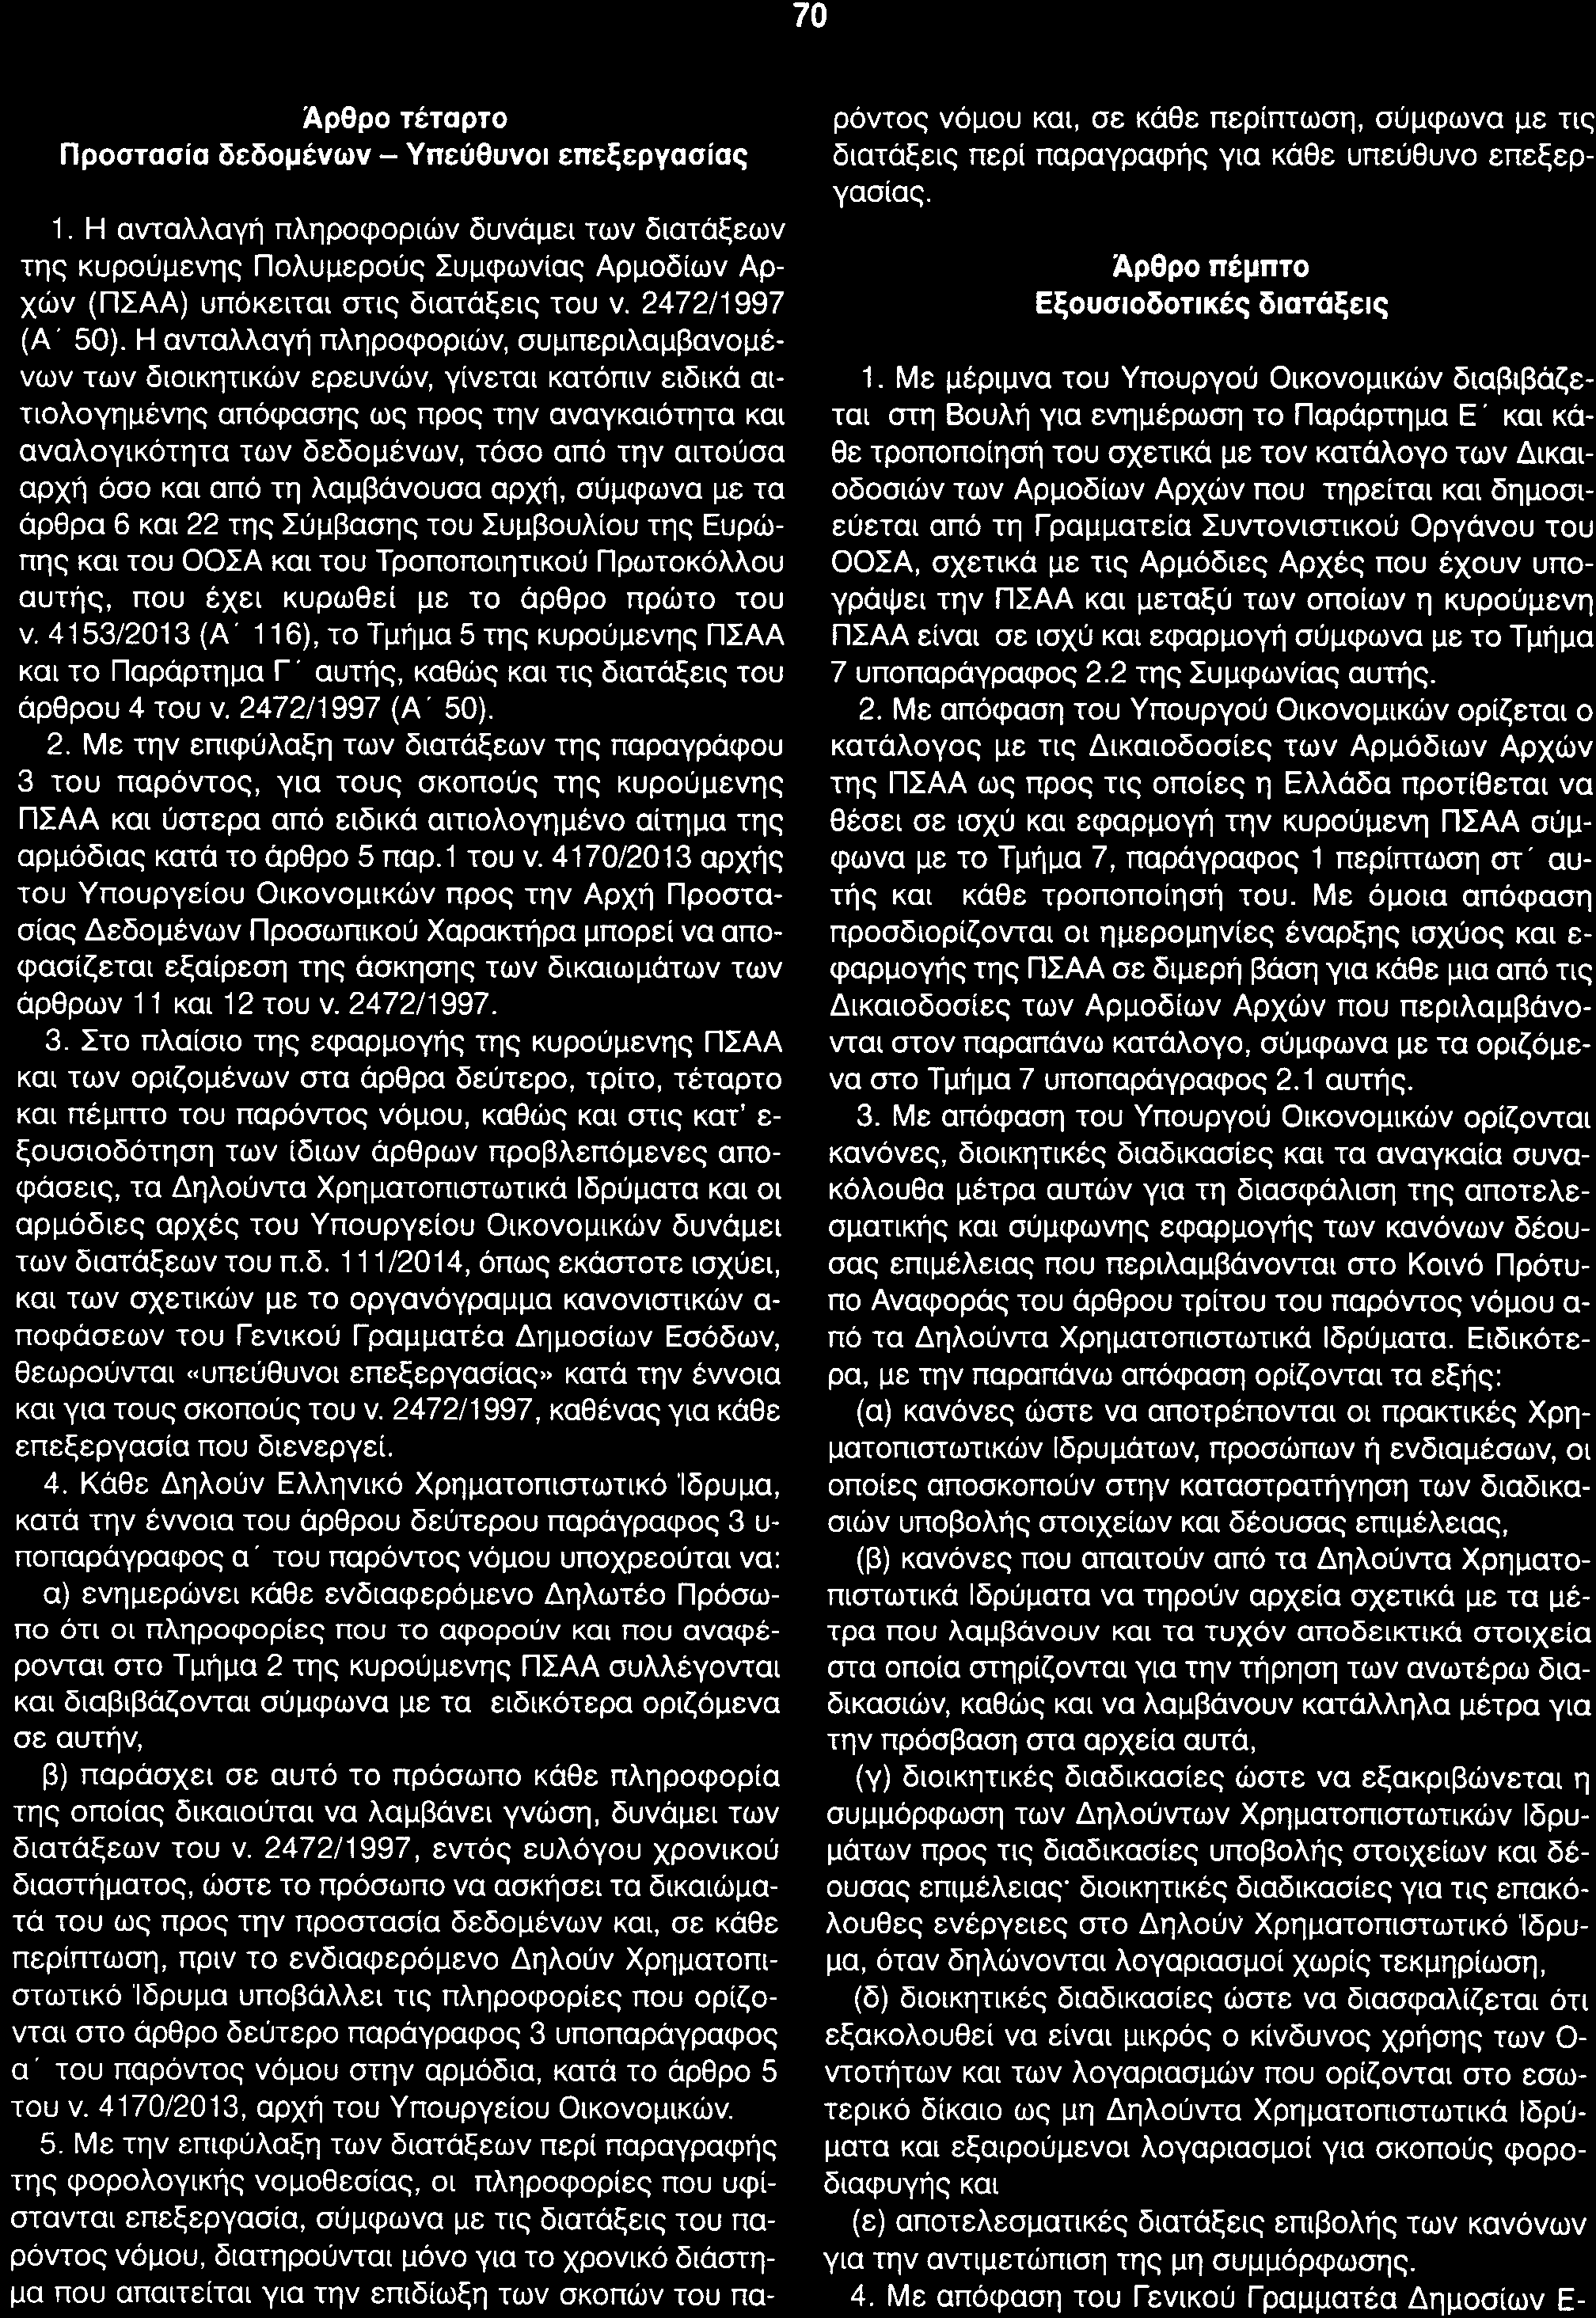 70
Άρθρο τέταρτο
Προστασία δεδομένων – Υπεύθυνοι επεξεργασίας
1. Η ανταλλαγή πληροφοριών δυνάμει των διατάξεων
της κυρούμενης Πολυμερούς Συμφωνίας Αρμοδίων Αρ-
χών (ΠΣΑΑ) υπόκειται στις διατάξεις του ν. 2472/1997
(Α΄ 50). Η ανταλλαγή πληροφοριών, συμπεριλαμβανομέ-
νων των διοικητικών ερευνών, γίνεται κατόπιν ειδικά αι-
τιολογημένης απόφασης ως προς την αναγκαιότητα και
αναλογικότητα των δεδομένων, τόσο από την αιτούσα
αρχή όσο και από τη λαμβάνουσα αρχή, σύμφωνα με τα
άρθρα 6 και 22 της Σύμβασης του Συμβουλίου της Ευρώ-
πης και του ΟΟΣΑ και του Τροποποιητικού Πρωτοκόλλου
αυτής, που έχει κυρωθεί με το άρθρο πρώτο του
ν. 4153/2013 (Α΄ 116), το Τμήμα 5 της κυρούμενης ΠΣΑΑ
και το Παράρτημα Γ΄ αυτής, καθώς και τις διατάξεις του
άρθρου 4 του ν. 2472/1997 (Α΄ 50).
2. Με την επιφύλαξη των διατάξεων της παραγράφου
3 του παρόντος, για τους σκοπούς της κυρούμενης
ΠΣΑΑ και ύστερα από ειδικά αιτιολογημένο αίτημα της
αρμόδιας κατά το άρθρο 5 παρ.1 του ν. 4170/2013 αρχής
του Υπουργείου Οικονομικών προς την Αρχή Προστα-
σίας Δεδομένων Προσωπικού Χαρακτήρα μπορεί να απο-
φασίζεται εξαίρεση της άσκησης των δικαιωμάτων των
άρθρων 11 και 12 του ν. 2472/1997.
3. Στο πλαίσιο της εφαρμογής της κυρούμενης ΠΣΑΑ
και των οριζομένων στα άρθρα δεύτερο, τρίτο, τέταρτο
και πέμπτο του παρόντος νόμου, καθώς και στις κατ’ ε-
ξουσιοδότηση των ίδιων άρθρων προβλεπόμενες απο-
φάσεις, τα Δηλούντα Χρηματοπιστωτικά Ιδρύματα και οι
αρμόδιες αρχές του Υπουργείου Οικονομικών δυνάμει
των διατάξεων του π.δ. 111/2014, όπως εκάστοτε ισχύει,
και των σχετικών με το οργανόγραμμα κανονιστικών α-
ποφάσεων του Γενικού Γραμματέα Δημοσίων Εσόδων,
θεωρούνται «υπεύθυνοι επεξεργασίας» κατά την έννοια
και για τους σκοπούς του ν. 2472/1997, καθένας για κάθε
επεξεργασία που διενεργεί.
4. Κάθε Δηλούν Ελληνικό Χρηματοπιστωτικό Ίδρυμα,
κατά την έννοια του άρθρου δεύτερου παράγραφος 3 υ-
ποπαράγραφος α΄ του παρόντος νόμου υποχρεούται να:
α) ενημερώνει κάθε ενδιαφερόμενο Δηλωτέο Πρόσω-
πο ότι οι πληροφορίες που το αφορούν και που αναφέ-
ρονται στο Τμήμα 2 της κυρούμενης ΠΣΑΑ συλλέγονται
και διαβιβάζονται σύμφωνα με τα ειδικότερα οριζόμενα
σε αυτήν,
β) παράσχει σε αυτό το πρόσωπο κάθε πληροφορία
της οποίας δικαιούται να λαμβάνει γνώση, δυνάμει των
διατάξεων του ν. 2472/1997, εντός ευλόγου χρονικού
διαστήματος, ώστε το πρόσωπο να ασκήσει τα δικαιώμα-
τά του ως προς την προστασία δεδομένων και, σε κάθε
περίπτωση, πριν το ενδιαφερόμενο Δηλούν Χρηματοπι-
στωτικό Ίδρυμα υποβάλλει τις πληροφορίες που ορίζο-
νται στο άρθρο δεύτερο παράγραφος 3 υποπαράγραφος
α΄ του παρόντος νόμου στην αρμόδια, κατά το άρθρο 5
του ν. 4170/2013, αρχή του Υπουργείου Οικονομικών.
5. Με την επιφύλαξη των διατάξεων περί παραγραφής
της φορολογικής νομοθεσίας, οι πληροφορίες που υφί-
στανται επεξεργασία, σύμφωνα με τις διατάξεις του πα-
ρόντος νόμου, διατηρούνται μόνο για το χρονικό διάστη-
μα που απαιτείται για την επιδίωξη των σκοπών του πα-
ρόντος νόμου και, σε κάθε περίπτωση, σύμφωνα με τις
διατάξεις περί παραγραφής για κάθε υπεύθυνο επεξερ-
γασίας.
Άρθρο πέμπτο
Εξουσιοδοτικές διατάξεις
1. Με μέριμνα του Υπουργού Οικονομικών διαβιβάζε-
ται στη Βουλή για ενημέρωση το Παράρτημα Ε΄ και κά-
θε τροποποίησή του σχετικά με τον κατάλογο των Δικαι-
οδοσιών των Αρμοδίων Αρχών που τηρείται και δημοσι-
εύεται από τη Γραμματεία Συντονιστικού Οργάνου του
ΟΟΣΑ, σχετικά με τις Αρμόδιες Αρχές που έχουν υπο-
γράψει την ΠΣΑΑ και μεταξύ των οποίων η κυρούμενη
ΠΣΑΑ είναι σε ισχύ και εφαρμογή σύμφωνα με το Τμήμα
7 υποπαράγραφος 2.2 της Συμφωνίας αυτής.
2. Με απόφαση του Υπουργού Οικονομικών ορίζεται ο
κατάλογος με τις Δικαιοδοσίες των Αρμόδιων Αρχών
της ΠΣΑΑ ως προς τις οποίες η Ελλάδα προτίθεται να
θέσει σε ισχύ και εφαρμογή την κυρούμενη ΠΣΑΑ σύμ-
φωνα με το Τμήμα 7, παράγραφος 1 περίπτωση στ΄ αυ-
τής και κάθε τροποποίησή του. Με όμοια απόφαση
προσδιορίζονται οι ημερομηνίες έναρξης ισχύος και ε-
φαρμογής της ΠΣΑΑ σε διμερή βάση για κάθε μια από τις
Δικαιοδοσίες των Αρμοδίων Αρχών που περιλαμβάνο-
νται στον παραπάνω κατάλογο, σύμφωνα με τα οριζόμε-
να στο Τμήμα 7 υποπαράγραφος 2.1 αυτής.
3. Με απόφαση του Υπουργού Οικονομικών ορίζονται
κανόνες, διοικητικές διαδικασίες και τα αναγκαία συνα-
κόλουθα μέτρα αυτών για τη διασφάλιση της αποτελε-
σματικής και σύμφωνης εφαρμογής των κανόνων δέου-
σας επιμέλειας που περιλαμβάνονται στο Κοινό Πρότυ-
πο Αναφοράς του άρθρου τρίτου του παρόντος νόμου α-
πό τα Δηλούντα Χρηματοπιστωτικά Ιδρύματα. Ειδικότε-
ρα, με την παραπάνω απόφαση ορίζονται τα εξής:
(α) κανόνες ώστε να αποτρέπονται οι πρακτικές Χρη-
ματοπιστωτικών Ιδρυμάτων, προσώπων ή ενδιαμέσων, οι
οποίες αποσκοπούν στην καταστρατήγηση των διαδικα-
σιών υποβολής στοιχείων και δέουσας επιμέλειας,
(β) κανόνες που απαιτούν από τα Δηλούντα Χρηματο-
πιστωτικά Ιδρύματα να τηρούν αρχεία σχετικά με τα μέ-
τρα που λαμβάνουν και τα τυχόν αποδεικτικά στοιχεία
στα οποία στηρίζονται για την τήρηση των ανωτέρω δια-
δικασιών, καθώς και να λαμβάνουν κατάλληλα μέτρα για
την πρόσβαση στα αρχεία αυτά,
(γ) διοικητικές διαδικασίες ώστε να εξακριβώνεται η
συμμόρφωση των Δηλούντων Χρηματοπιστωτικών Ιδρυ-
μάτων προς τις διαδικασίες υποβολής στοιχείων και δέ-
ουσας επιμέλειας· διοικητικές διαδικασίες για τις επακό-
λουθες ενέργειες στο Δηλούν Χρηματοπιστωτικό Ίδρυ-
μα, όταν δηλώνονται λογαριασμοί χωρίς τεκμηρίωση,
(δ) διοικητικές διαδικασίες ώστε να διασφαλίζεται ότι
εξακολουθεί να είναι μικρός ο κίνδυνος χρήσης των Ο-
ντοτήτων και των λογαριασμών που ορίζονται στο εσω-
τερικό δίκαιο ως μη Δηλούντα Χρηματοπιστωτικά Ιδρύ-
ματα και εξαιρούμενοι λογαριασμοί για σκοπούς φορο-
διαφυγής και
(ε) αποτελεσματικές διατάξεις επιβολής των κανόνων
για την αντιμετώπιση της μη συμμόρφωσης.
4. Με απόφαση του Γενικού Γραμματέα Δημοσίων Ε-